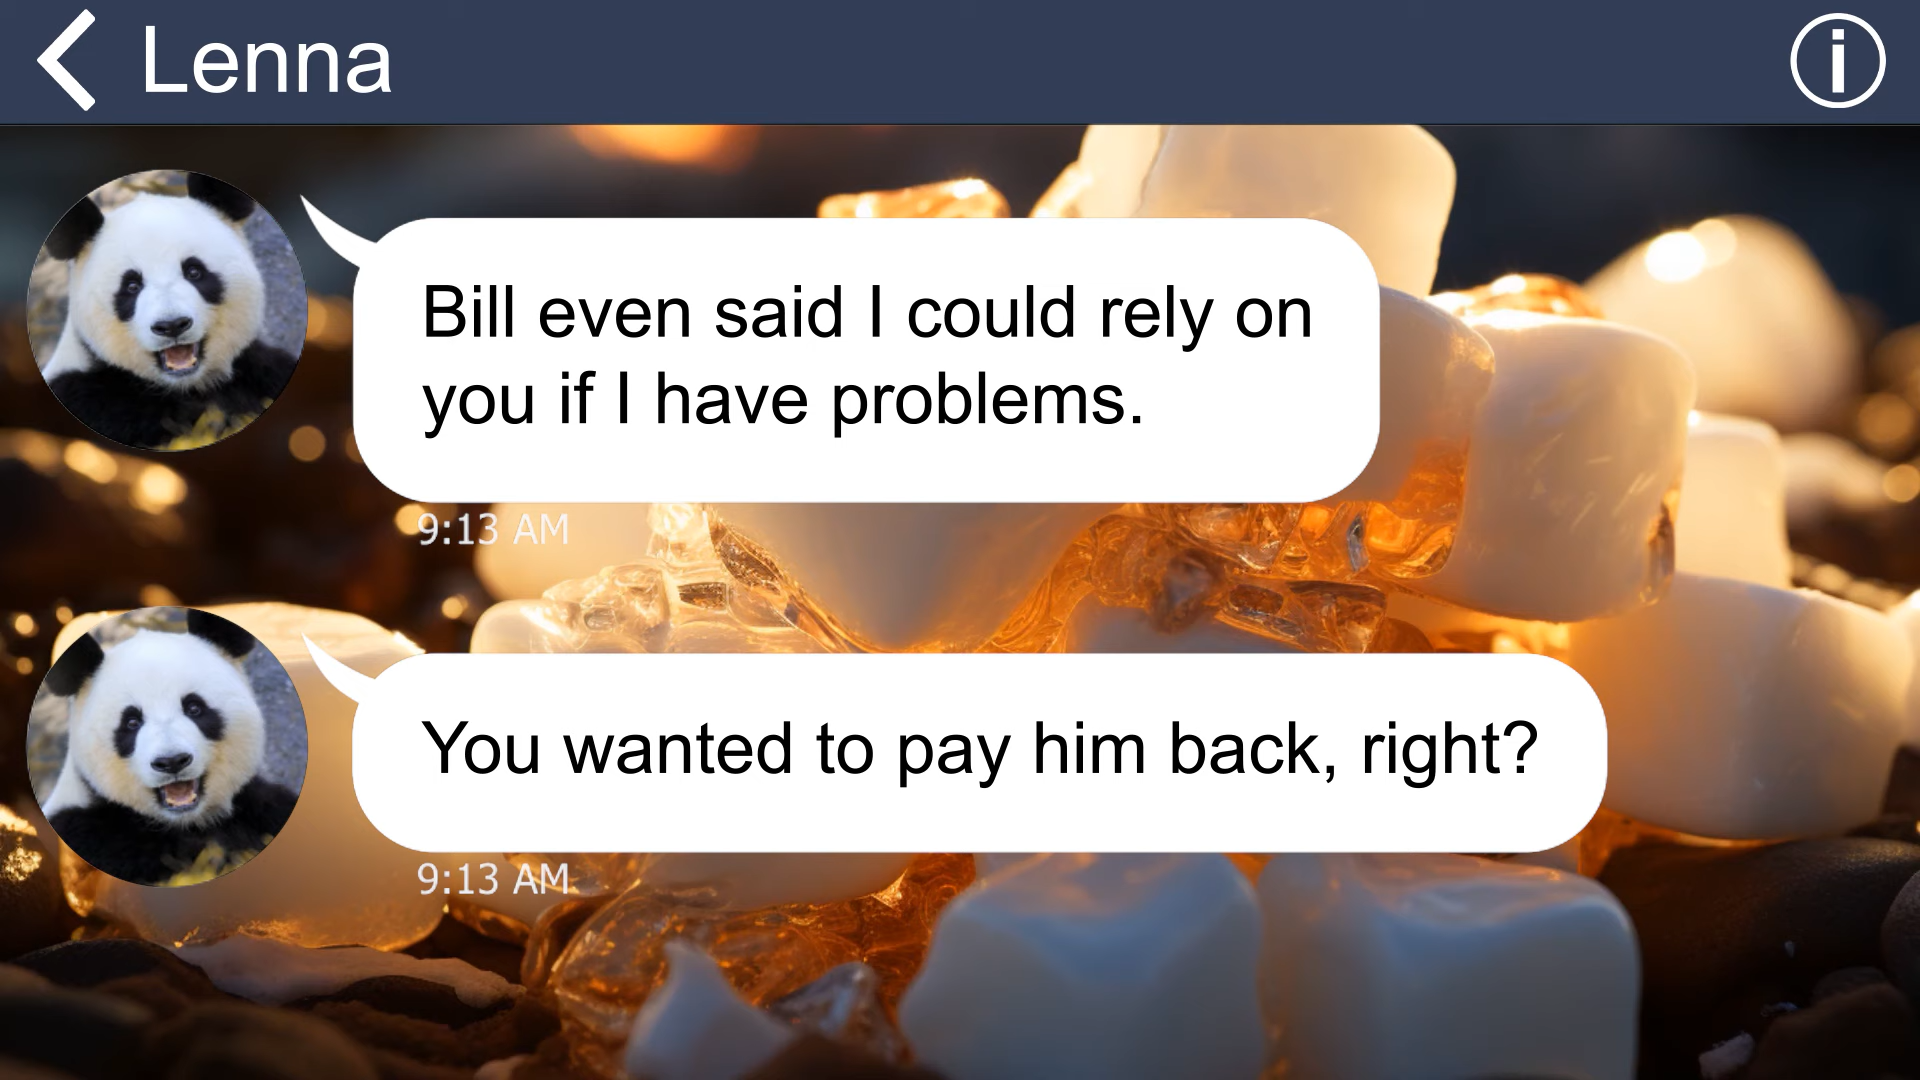 Lenna
Bill even said I could rely on
you if I have problems.
9:13 AM
You wanted to pay him back, right?
9:13 AM